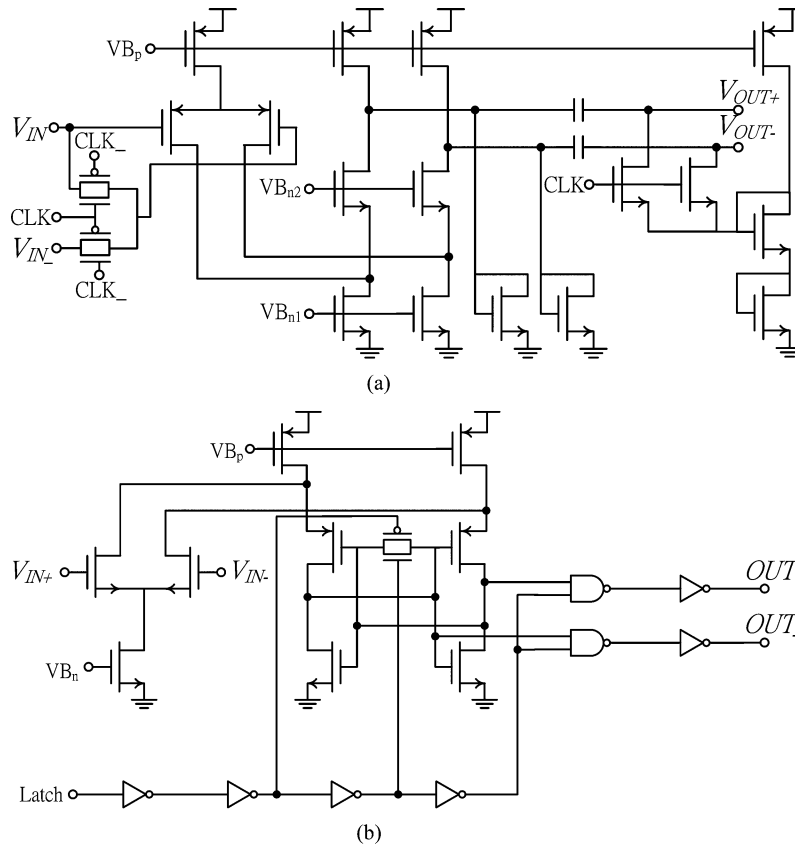 VBp
VOUT+
VIN
CLK_
VOUT-
VBn2
CLK
CLK
VIN_
CLK_
VBn1
(a)
VBp
VIN+
VIN-
OUT
OUT_
VBn
Latch
(b)